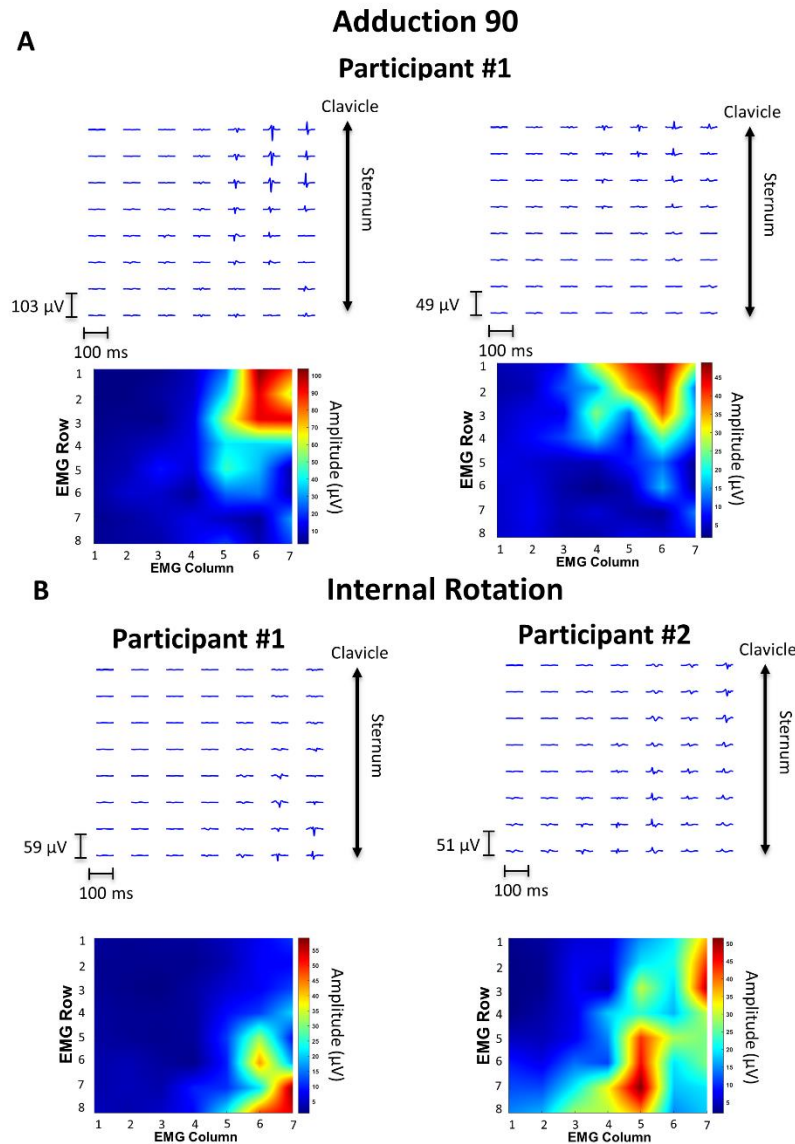 Adduction 90
A
Participant #1
Clavicle
Sternum
103 µV
100 ms
Clavicle
Sternum
49 µV
100 ms
1
2
3
4
5
6
7
8
EMG Row
1 2 3 4 5 6 7
EMG Column
100
90
80
70
60
50
40
30
20
10
Amplitude (µV)
1
2
3
4
5
6
7
8
EMG Row
1 2 3 4 5 6 7
EMG Column
45
40
35
30
25
20
15
10
5
Amplitude (µV)
B
Internal Rotation
Participant #1
Clavicle
Sternum
59 µV
100 ms
Participant #2
Clavicle
Sternum
51 µV
100 ms
1
2
3
4
5
6
7
8
EMG Row
1 2 3 4 5 6 7
EMG Column
55
50
45
40
35
30
25
20
15
10
5
Amplitude (µV)
1
2
3
4
5
6
7
8
EMG Row
1 2 3 4 5 6 7
EMG Column
50
45
40
35
30
25
20
15
10
5
Amplitude (µV)